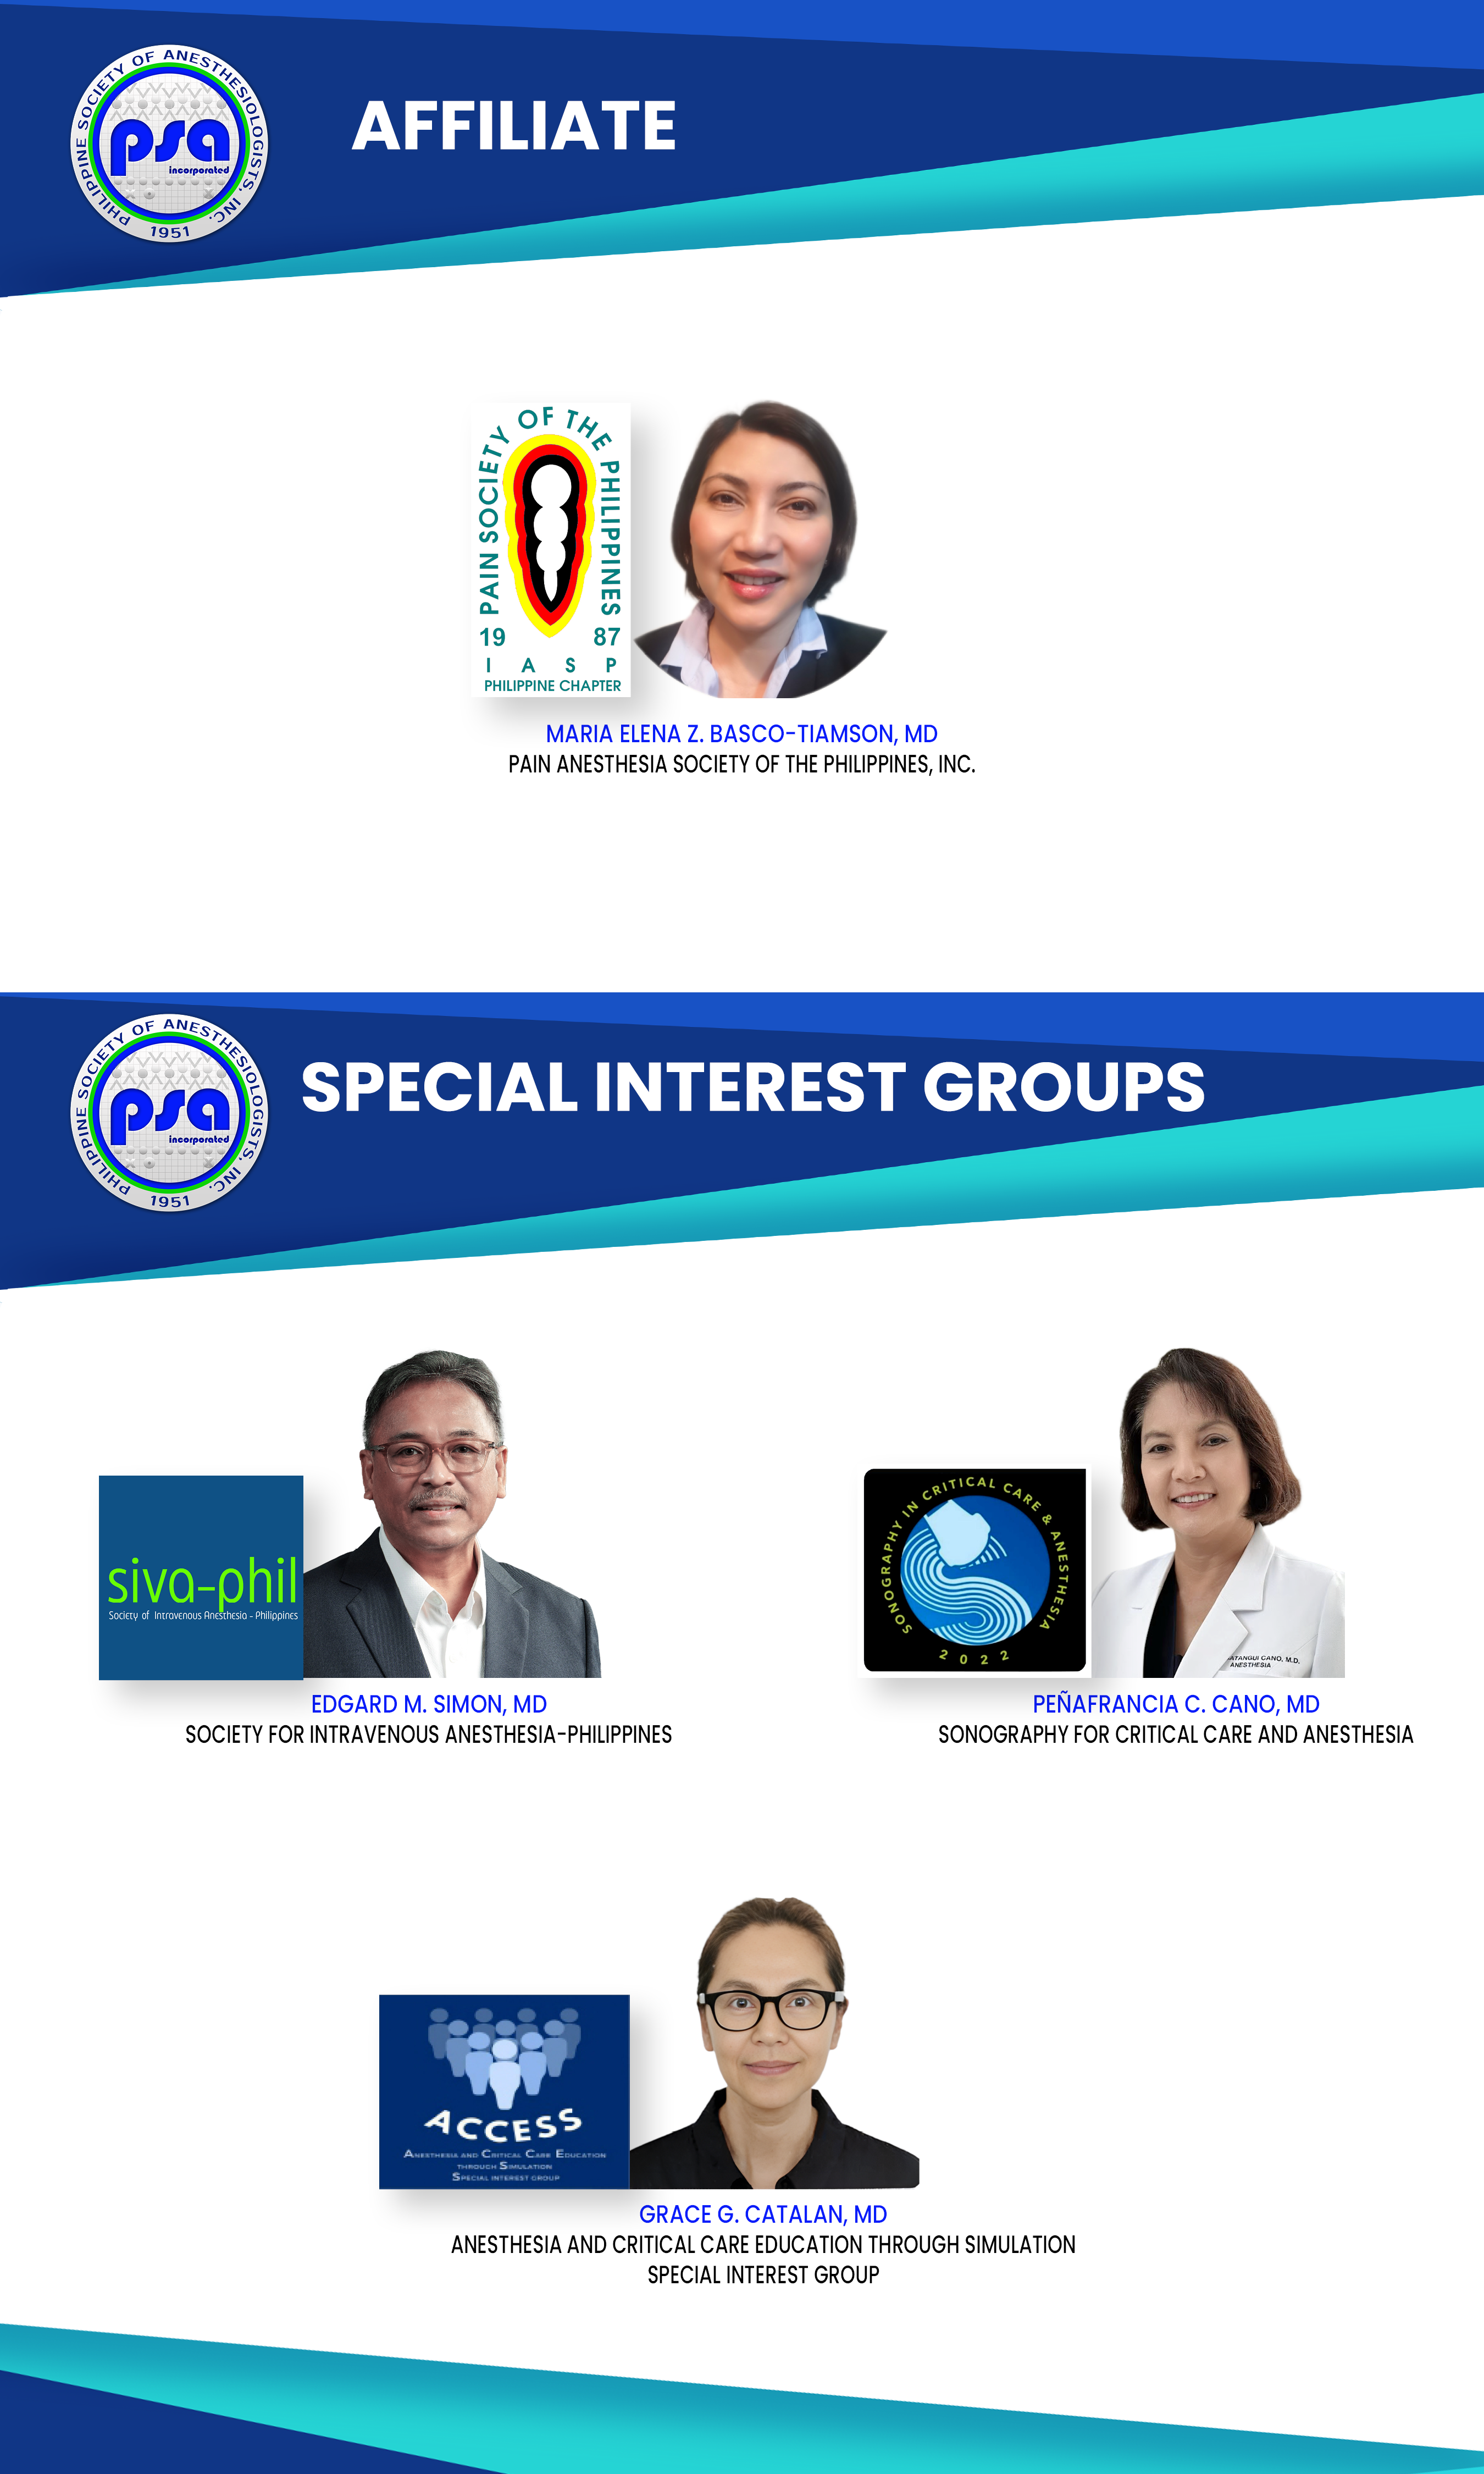 PHILIPPINE SOCIETY OF ANESTHESIOLOGISTS, INC.
psa
incorporated
1951
AFFILIATE
PAIN SOCIETY OF THE PHILIPPINES
19 87
I A S P
PHILIPPINE CHAPTER
MARIA ELENA Z. BASCO-TIAMSON, MD
PAIN ANESTHESIA SOCIETY OF THE PHILIPPINES, INC.
PHILIPPINE SOCIETY OF ANESTHESIOLOGISTS, INC.
psa
incorporated
1951
SPECIAL INTEREST GROUPS
siva-phil
Society of Intravenous Anesthesia - Philippines
EDGARD M. SIMON, MD
SOCIETY FOR INTRAVENOUS ANESTHESIA-PHILIPPINES
SONOGRAPHY IN CRITICAL CARE & ANESTHESIA
2022
ATANGUI CANO, M.D.
ANESTHESIA
PEÑAFRANCIA C. CANO, MD
SONOGRAPHY FOR CRITICAL CARE AND ANESTHESIA
ACCESS
ANESTHESIA AND CRITICAL CARE EDUCATION
THROUGH SIMULATION
SPECIAL INTEREST GROUP
GRACE G. CATALAN, MD
ANESTHESIA AND CRITICAL CARE EDUCATION THROUGH SIMULATION
SPECIAL INTEREST GROUP